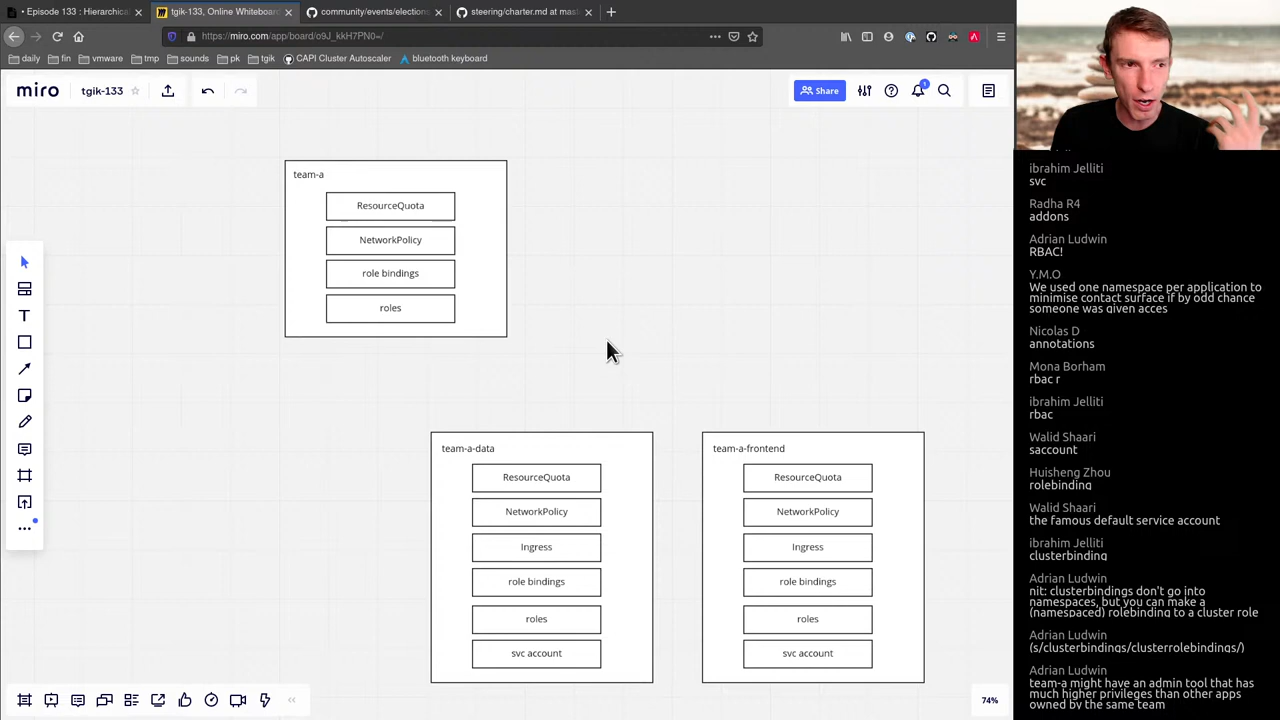 Episode 133 : Hierarchical
tgik-133, Online Whiteboard
community/events/election
steering/charter.md at mas
https://miro.com/app/board/o9J_kkH7PN0=/
daily
fin
vmware
tmp
sounds
pk
tgik
CAPI Cluster Autoscaler
bluetooth keyboard
miro
tgik-133
Share
team-a
ResourceQuota
NetworkPolicy
role bindings
roles
team-a-data
ResourceQuota
NetworkPolicy
Ingress
role bindings
roles
svc account
team-a-frontend
ResourceQuota
NetworkPolicy
Ingress
role bindings
roles
svc account
74%
ibrahim Jelliti
svc
Radha R4
addons
Adrian Ludwin
RBAC!
Y.M.O
We used one namespace per application to
minimise contact surface if by odd chance
someone was given acces
Nicolas D
annotations
Mona Borham
rbac r
ibrahim Jelliti
rbac
Walid Shaari
saccount
Huisheng Zhou
rolebinding
Walid Shaari
the famous default service account
ibrahim Jelliti
clusterbinding
Adrian Ludwin
nit: clusterbindings don't go into
namespaces, but you can make a
(namespaced) rolebinding to a cluster role
Adrian Ludwin
(s/clusterbindings/clusterrolebindings/)
Adrian Ludwin
team-a might have an admin tool that has
much higher privileges than other apps
owned by the same team